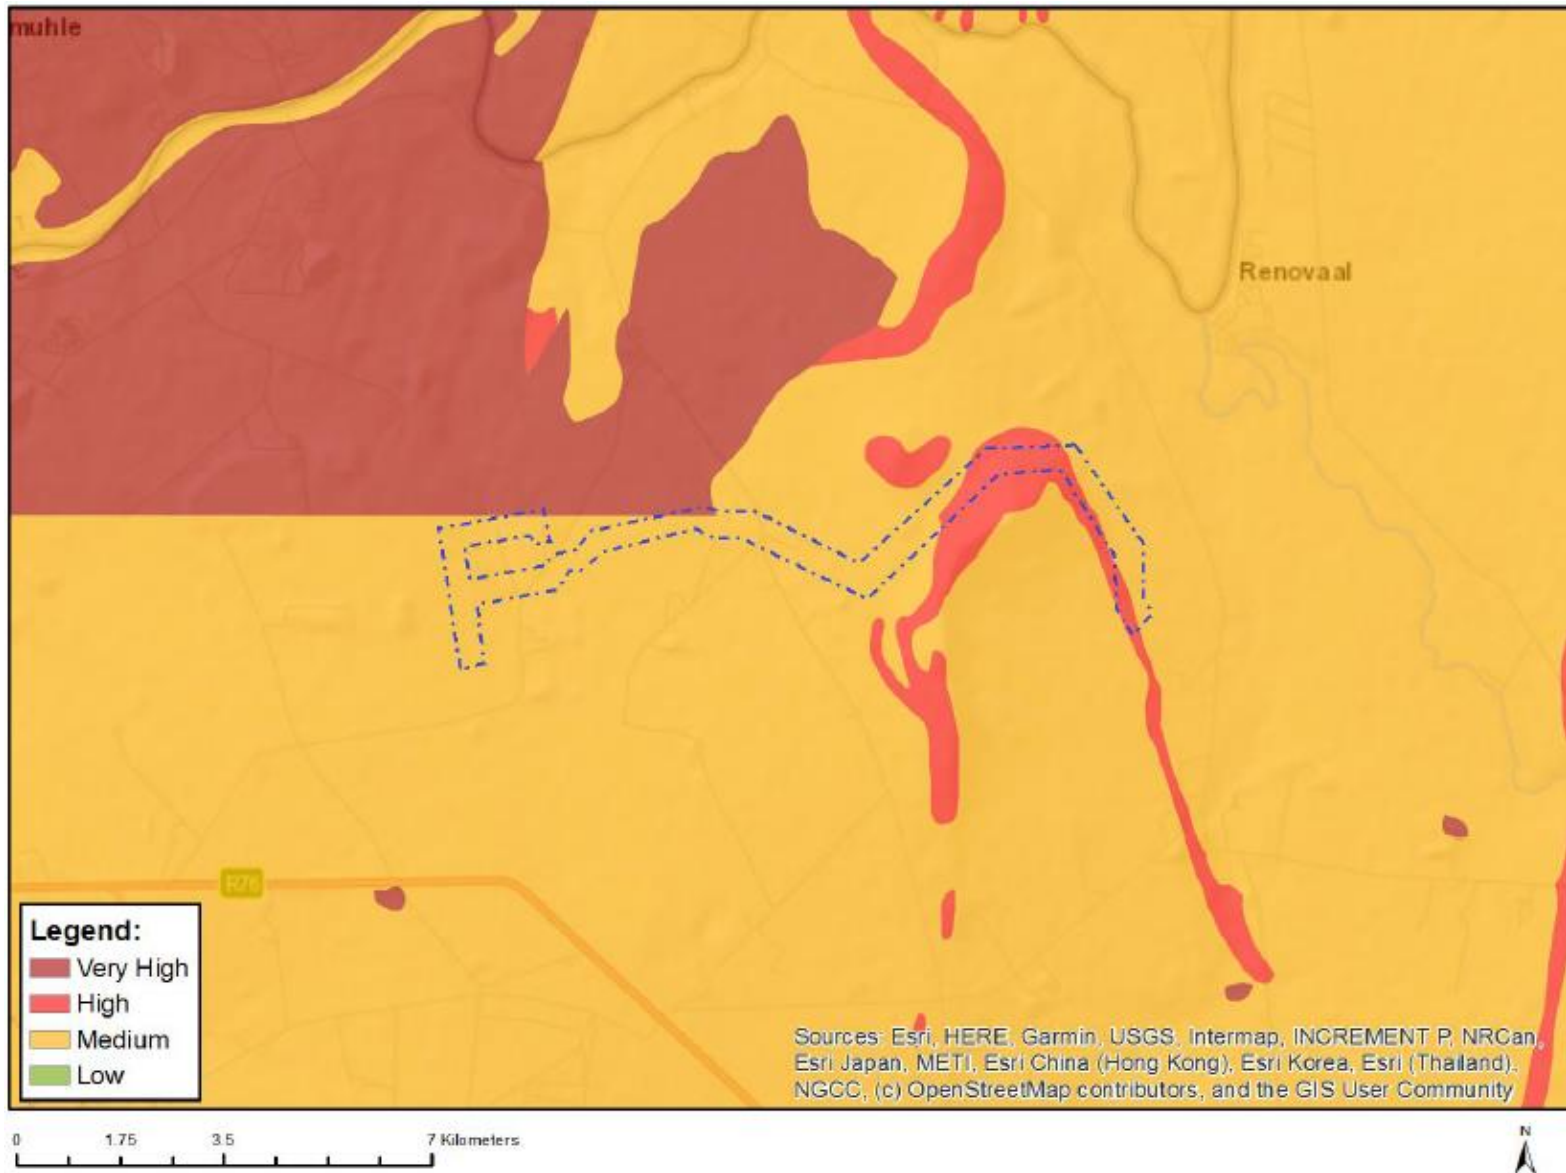 muhle
Renovaal
R76
Legend:
Very High
High
Medium
Low
Sources: Esri, HERE, Garmin, USGS, Intermap, INCREMENT P, NRCan,
Esri Japan, METI, Esri China (Hong Kong), Esri Korea, Esri (Thailand),
NGCC, (c) OpenStreetMap contributors, and the GIS User Community
0 1.75 3.5 7 Kilometers
N